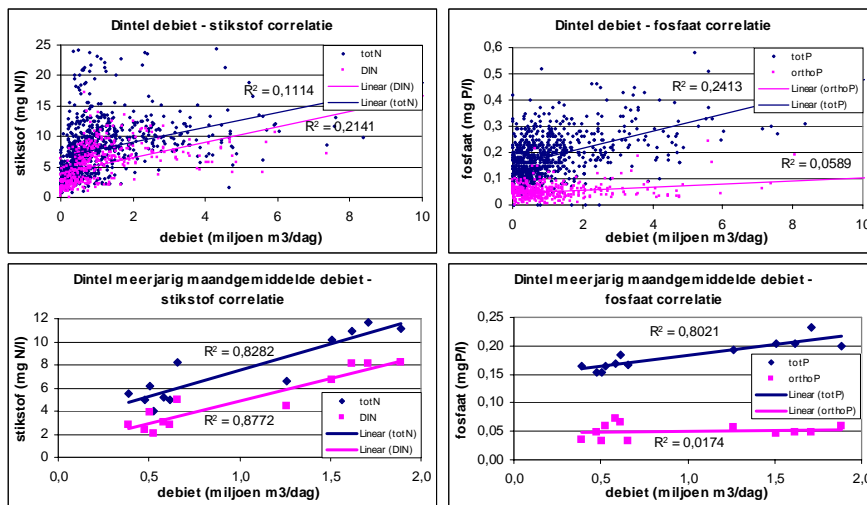 Dintel debiet - stikstof correlatie
stikstof (mg N/l)
25
20
15
10
5
0
0
2
4
6
8
10
debiet (miljoen m3/dag)
totN
DIN
Linear (DIN)
Linear (totN)
R² = 0,1114
R² = 0,2141
Dintel debiet - fosfaat correlatie
fosfaat (mg P/l)
0,6
0,5
0,4
0,3
0,2
0,1
0
0
2
4
6
8
10
debiet (miljoen m3/dag)
totP
orthoP
Linear (orthoP)
Linear (totP)
R² = 0,2413
R² = 0,0589
Dintel meerjarig maandgemiddelde debiet -
stikstof correlatie
stikstof (mg N/l)
12
10
8
6
4
2
0
0,0
0,5
1,0
1,5
2,0
debiet (miljoen m3/dag)
R² = 0,8282
R² = 0,8772
totN
DIN
Linear (totN)
Linear (DIN)
Dintel meerjarig maandgemiddelde debiet -
fosfaat correlatie
fosfaat (mgP/l)
0,25
0,20
0,15
0,10
0,05
0,00
0,0
0,5
1,0
1,5
2,0
debiet (miljoen m3/dag)
R² = 0,8021
totP
orthoP
Linear (totP)
Linear (orthoP)
R² = 0,0174